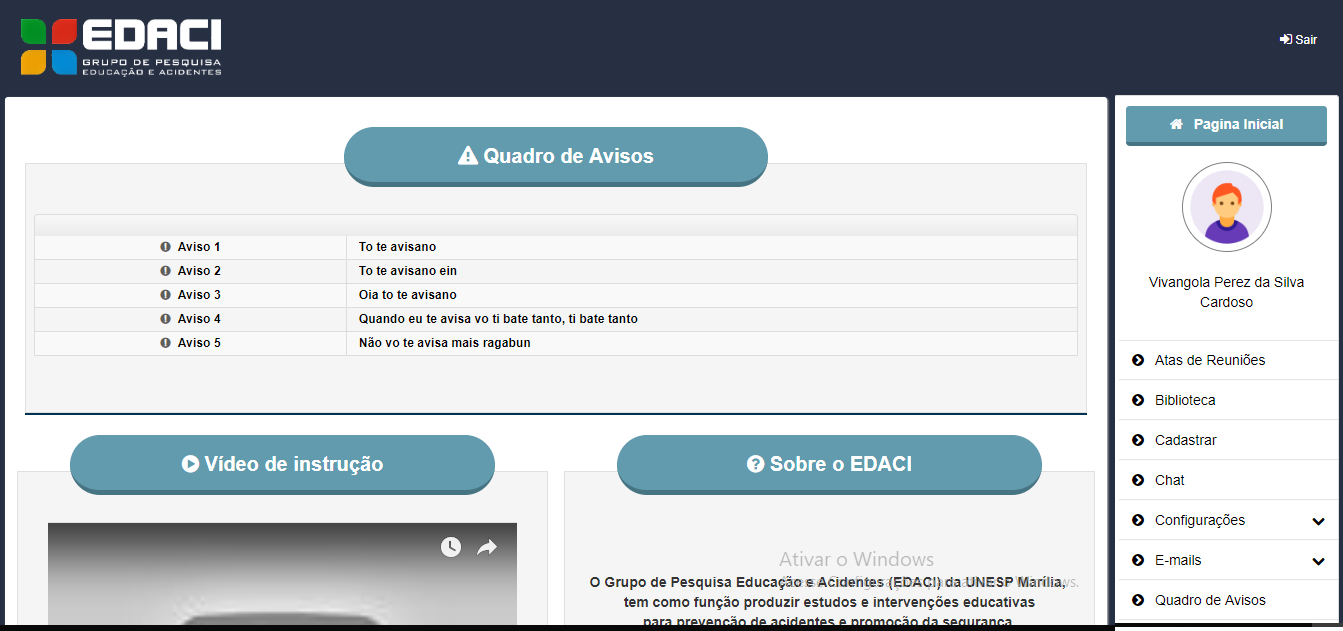 EDACI
GRUPO DE PESQUISA
EDUCAÇÃO E ACIDENTES
Sair
Quadro de Avisos
Aviso 1 To te avisano
Aviso 2 To te avisano ein
Aviso 3 Oia to te avisano
Aviso 4 Quando eu te avisa vo ti bate tanto, ti bate tanto
Aviso 5 Não vo te avisa mais ragabun
Vídeo de instrução
Sobre o EDACI
Ativar o Windows
O Grupo de Pesquisa Educação e Acidentes (EDACI) da UNESP Marília,
tem como função produzir estudos e intervenções educativas
para prevenção de acidentes e promoção da segurança
Pagina Inicial
Vivangola Perez da Silva
Cardoso
Atas de Reuniões
Biblioteca
Cadastrar
Chat
Configurações
E-mails
Quadro de Avisos